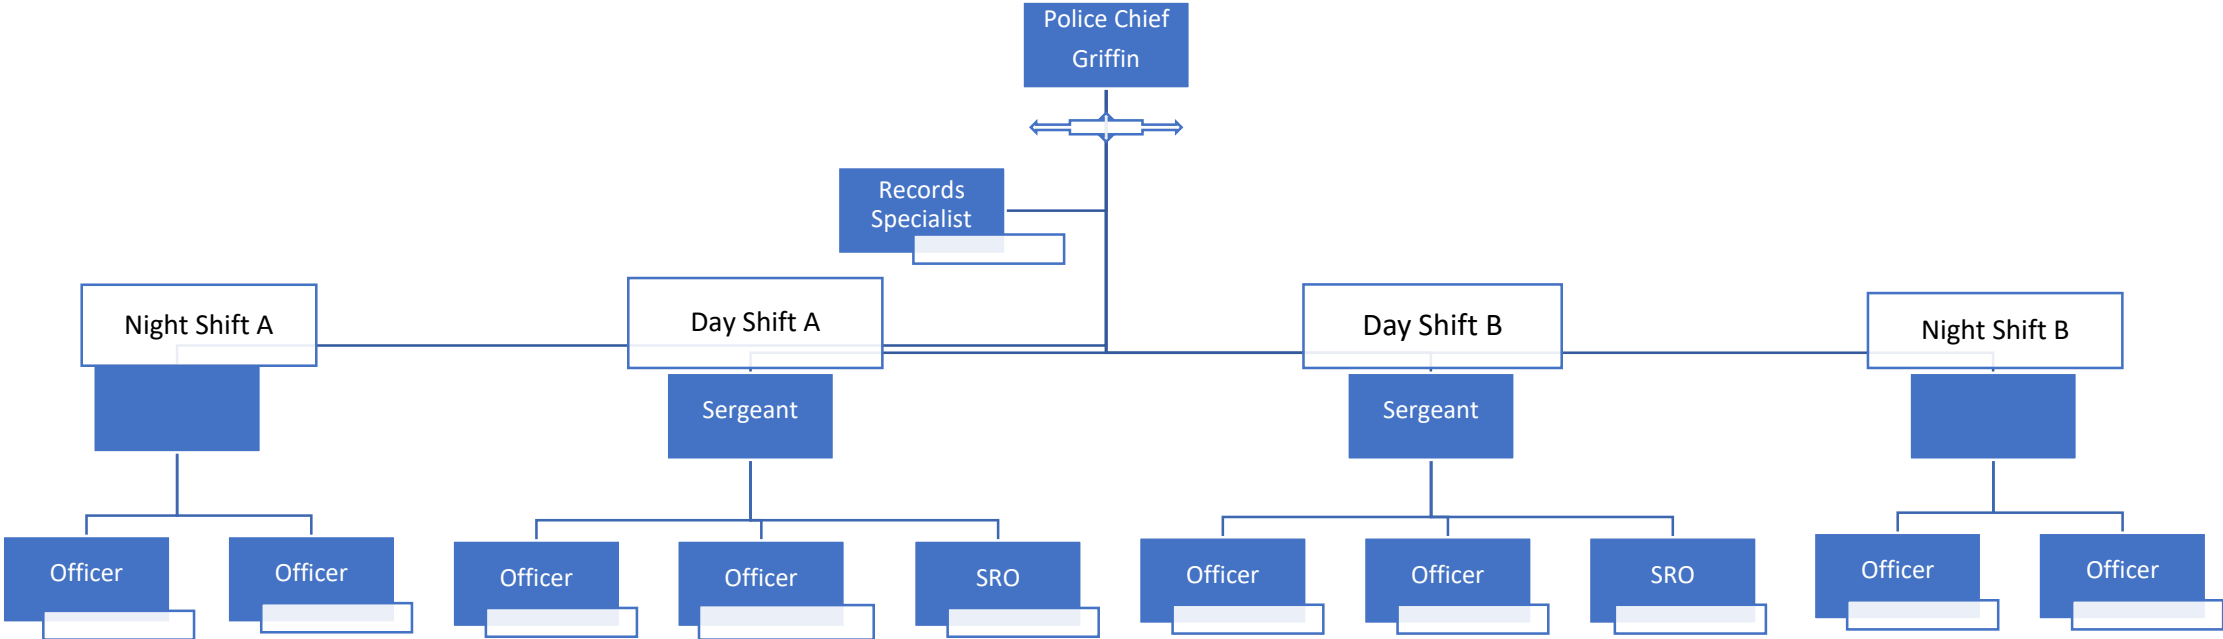 Police Chief
Griffin
Records
Specialist
Night Shift A
Day Shift A
Day Shift B
Night Shift B
Sergeant
Sergeant
Officer
Officer
Officer
Officer
SRO
Officer
Officer
SRO
Officer
Officer